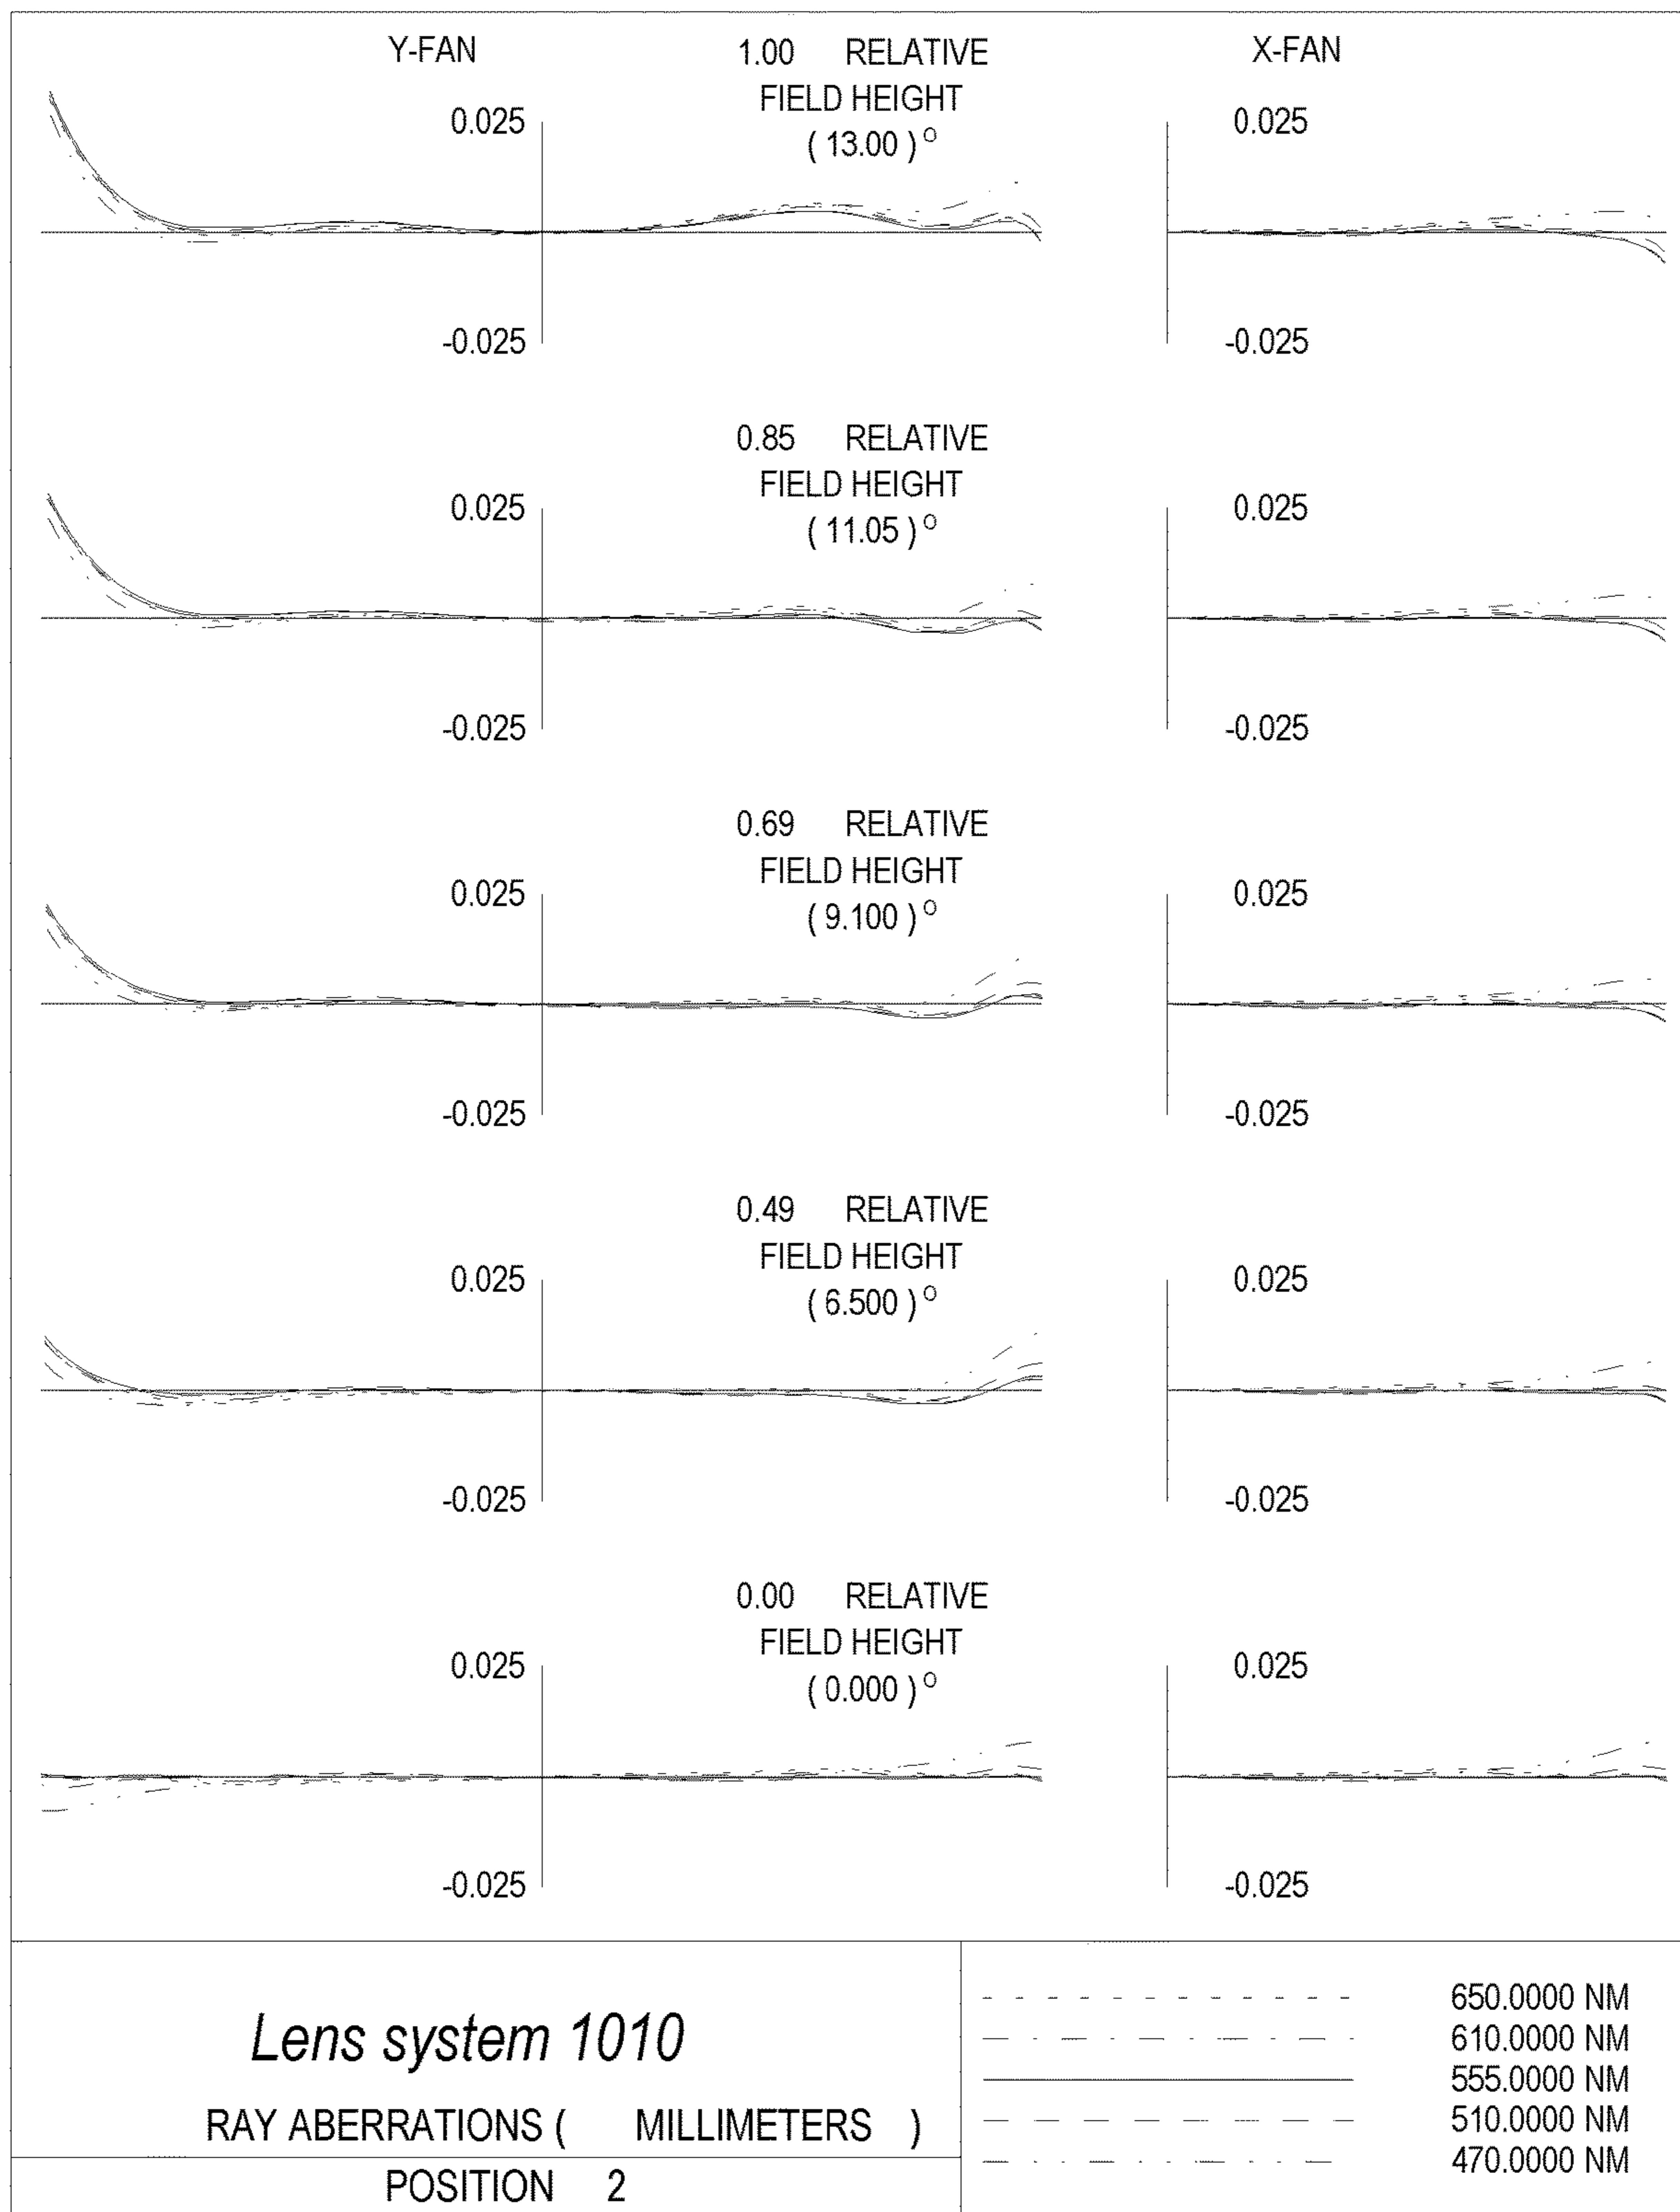 Y-FAN 1.00 RELATIVE X-FAN
FIELD HEIGHT
0.025 ( 13.00 ) O 0.025
-0.025 -0.025
0.85 RELATIVE
FIELD HEIGHT
0.025 ( 11.05 ) O 0.025
-0.025 -0.025
0.69 RELATIVE
FIELD HEIGHT
0.025 ( 9.100 ) O 0.025
-0.025 -0.025
0.49 RELATIVE
FIELD HEIGHT
0.025 ( 6.500 ) O 0.025
-0.025 -0.025
0.00 RELATIVE
FIELD HEIGHT
0.025 ( 0.000 ) O 0.025
-0.025 -0.025
Lens system 1010
RAY ABERRATIONS ( MILLIMETERS )
POSITION 2
650.0000 NM
610.0000 NM
555.0000 NM
510.0000 NM
470.0000 NM